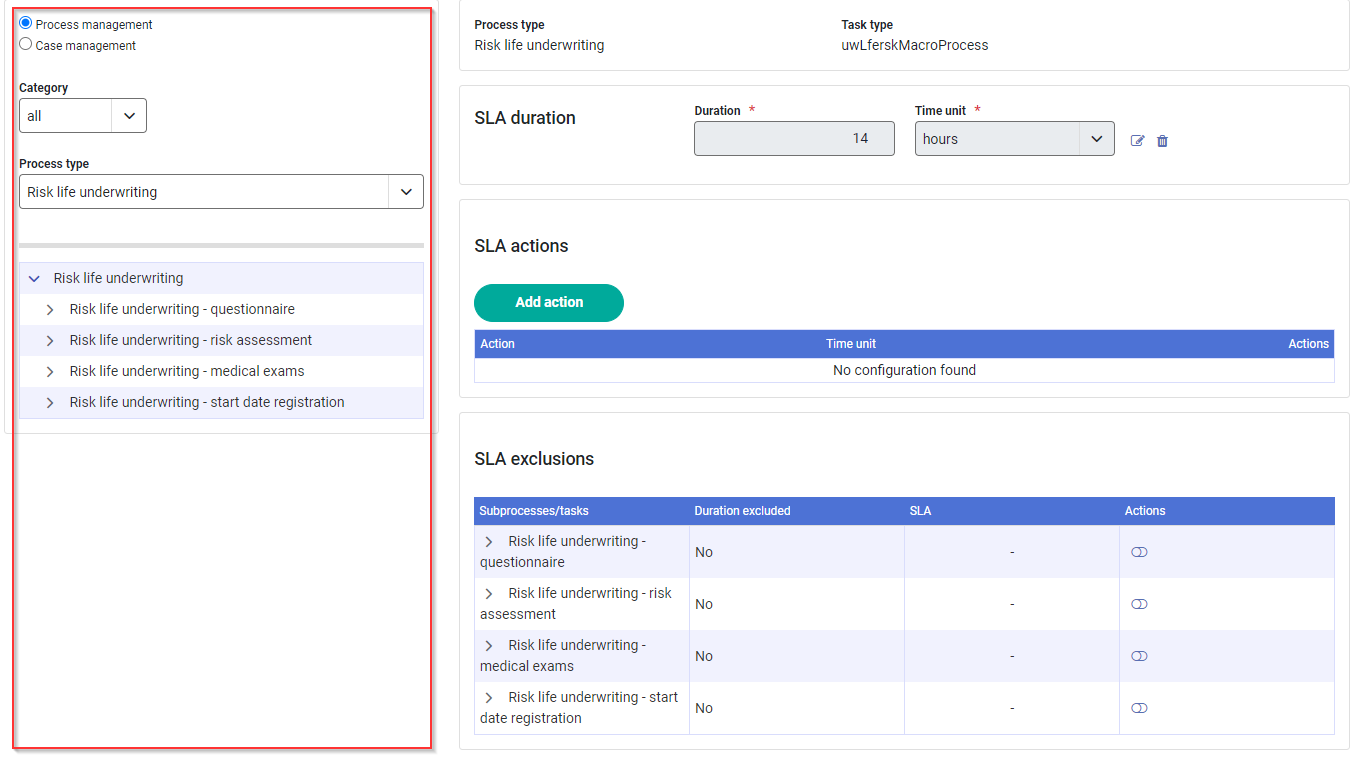 Process management
Case management
Category
all
Process type
Risk life underwriting
Risk life underwriting
Risk life underwriting - questionnaire
Risk life underwriting - risk assessment
Risk life underwriting - medical exams
Risk life underwriting - start date registration
Process type
Task type
Risk life underwriting
uwLferskMacroProcess
SLA duration
Duration *
Time unit *
14
hours
SLA actions
Add action
Action
Time unit
Actions
No configuration found
SLA exclusions
Subprocesses/tasks
Duration excluded
SLA
Actions
Risk life underwriting -
questionnaire
No
-
Risk life underwriting - risk
assessment
No
-
Risk life underwriting -
medical exams
No
-
Risk life underwriting - start
date registration
No
-